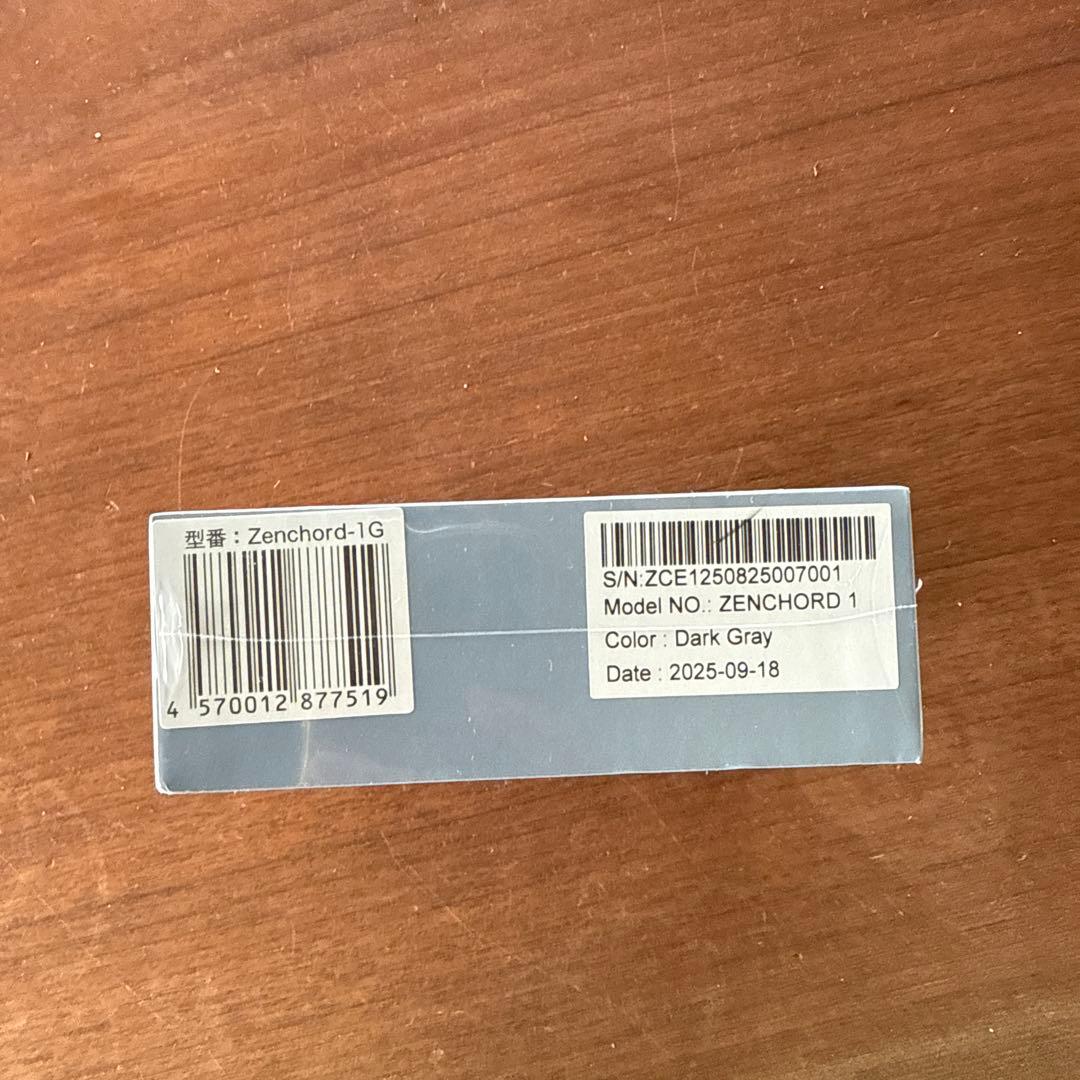 型番：Zenchord-1G
4 570012 877519
S/N:ZCE1250825007001
Model NO.: ZENCHORD 1
Color : Dark Gray
Date : 2025-09-18